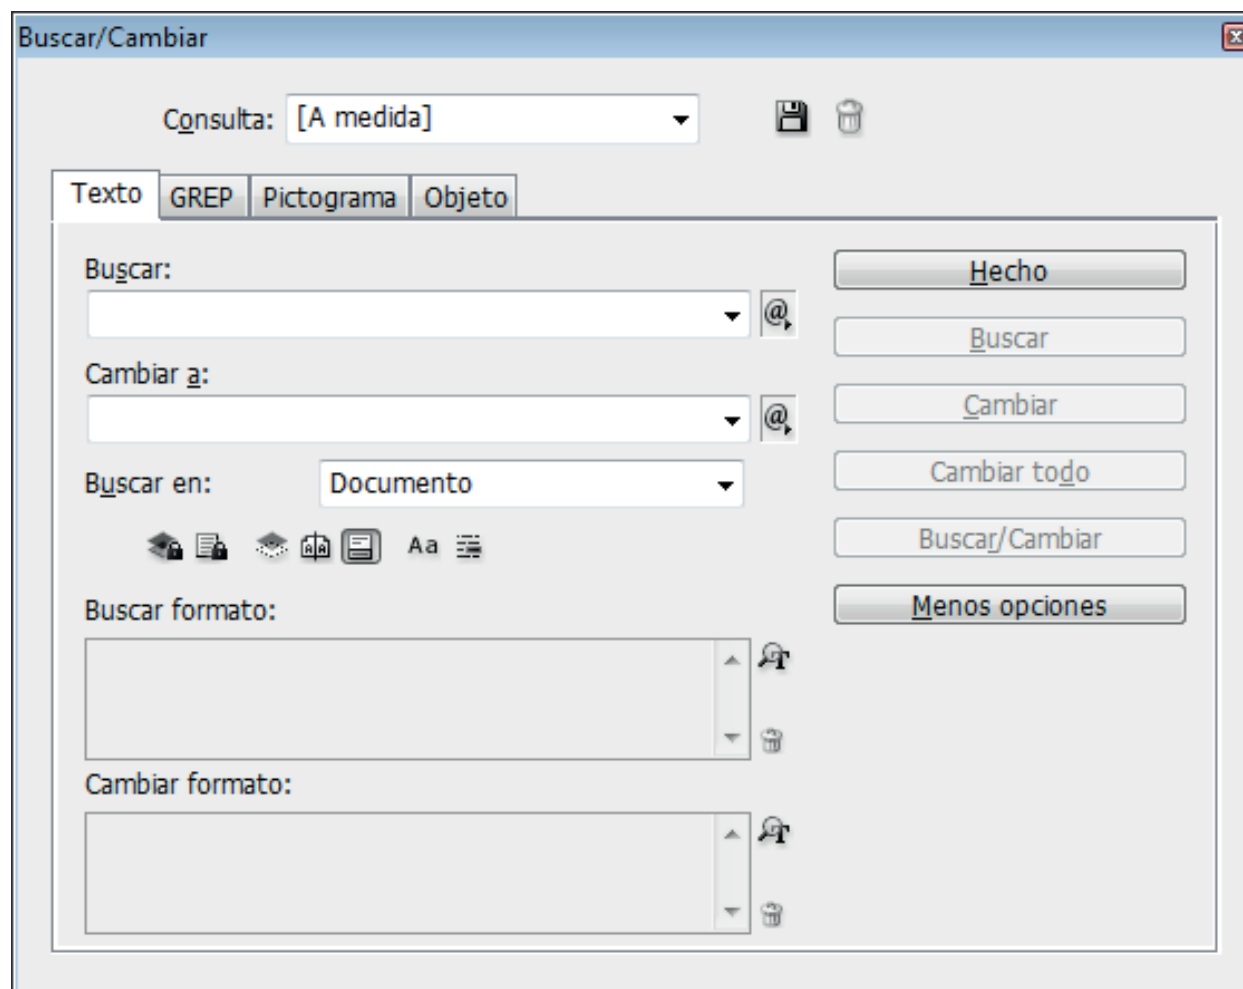 Buscar/Cambiar
Consulta: [A medida]
Texto GREP Pictograma Objeto
Buscar:
Hecho
@
Buscar
Cambiar a:
Cambiar
@
Buscar en: Documento
Cambiar todo
Aa
Buscar/Cambiar
Buscar formato:
Menos opciones
T
Cambiar formato:
T